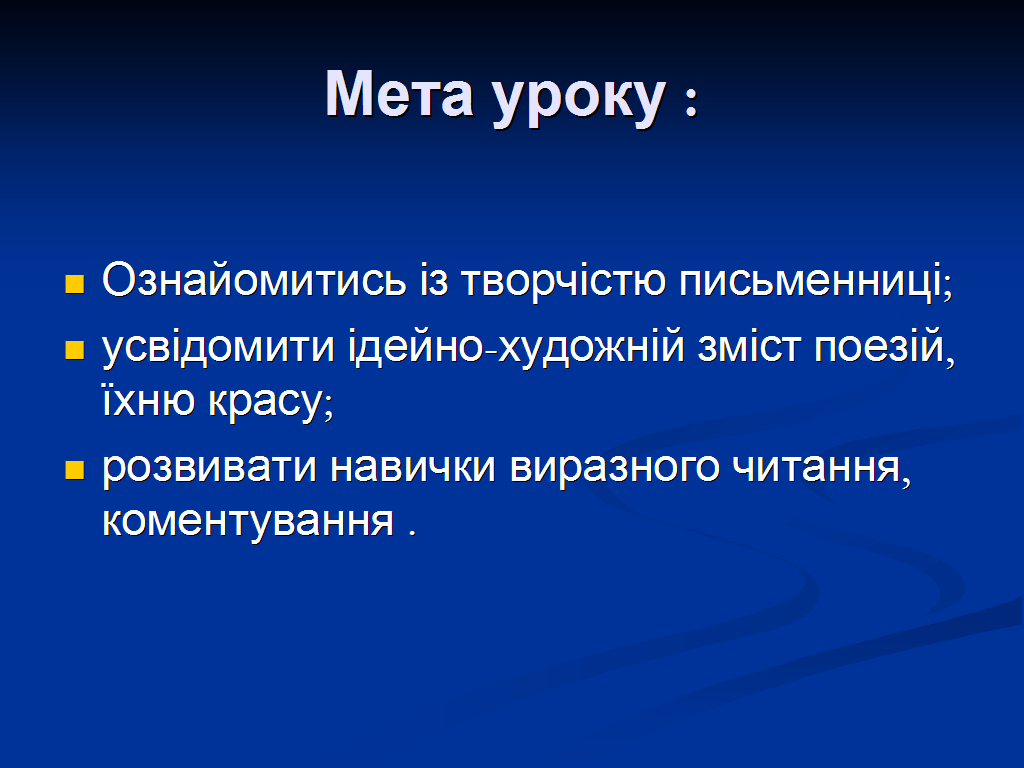 Мета уроку :
Ознайомитись із творчістю письменниці;
усвідомити ідейно-художній зміст поезій,
їхню красу;
розвивати навички виразного читання,
коментування .